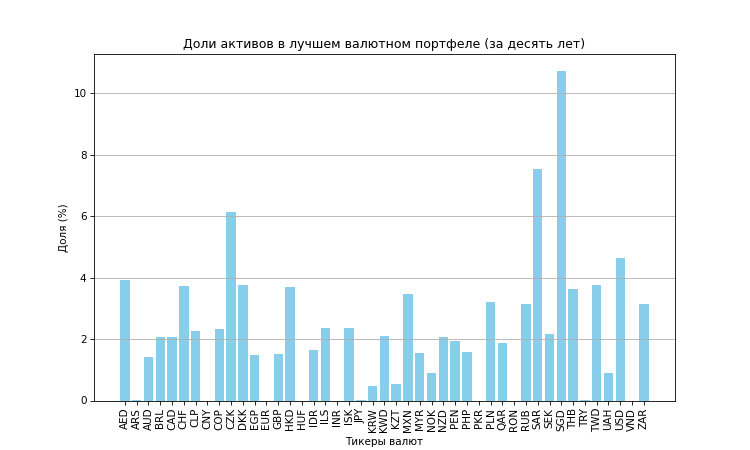 Доли активов в лучшем валютном портфеле (за десять лет)
Доля (%)
10
8
6
4
2
0
AED ARS AUD BRL CAD CHF CLP CNY COP CZK DKK EGP EUR GBP HKD HUF IDR ILS INR ISK JPY KRW KWD KZT MXN MYR NOK NZD PEN PHP PKR PLN QAR RON RUB SAR SEK SGD THB TRY TWD UAH USD VND ZAR
Тикеры валют